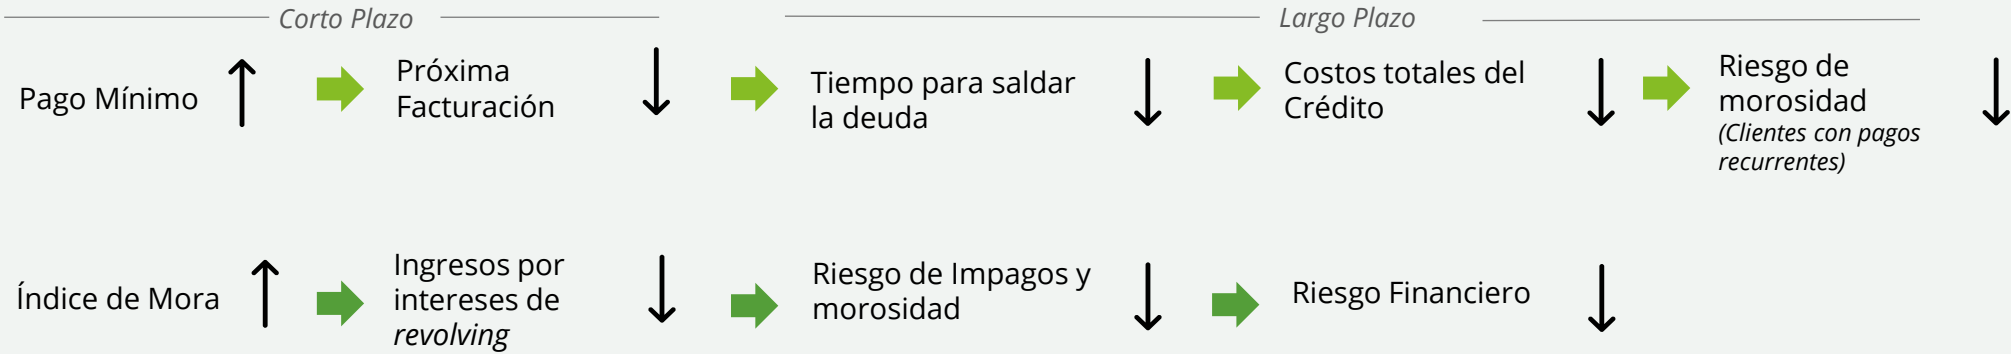 Corto Plazo
Largo Plazo
Pago Mínimo
Próxima
Facturación
Tiempo para saldar
la deuda
Costos totales del
Crédito
Riesgo de
morosidad
(Clientes con pagos
recurrentes)
Índice de Mora
Ingresos por
intereses de
revolving
Riesgo de Impagos y
morosidad
Riesgo Financiero